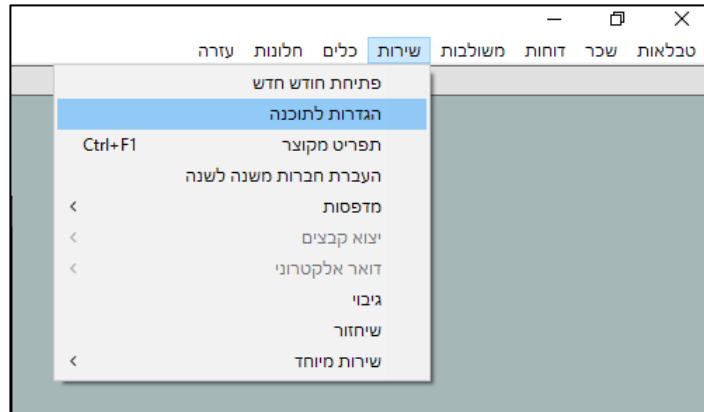 טבלאות שכר דוחות משולבות שירות כלים חלונות עזרה
פתיחת חודש חדש
הגדרות לתוכנה
תפריט מקוצר Ctrl+F1
העברת חברות משנה לשנה
מדפסות
יצוא קבצים
דואר אלקטרוני
גיבוי
שיחזור
שירות מיוחד